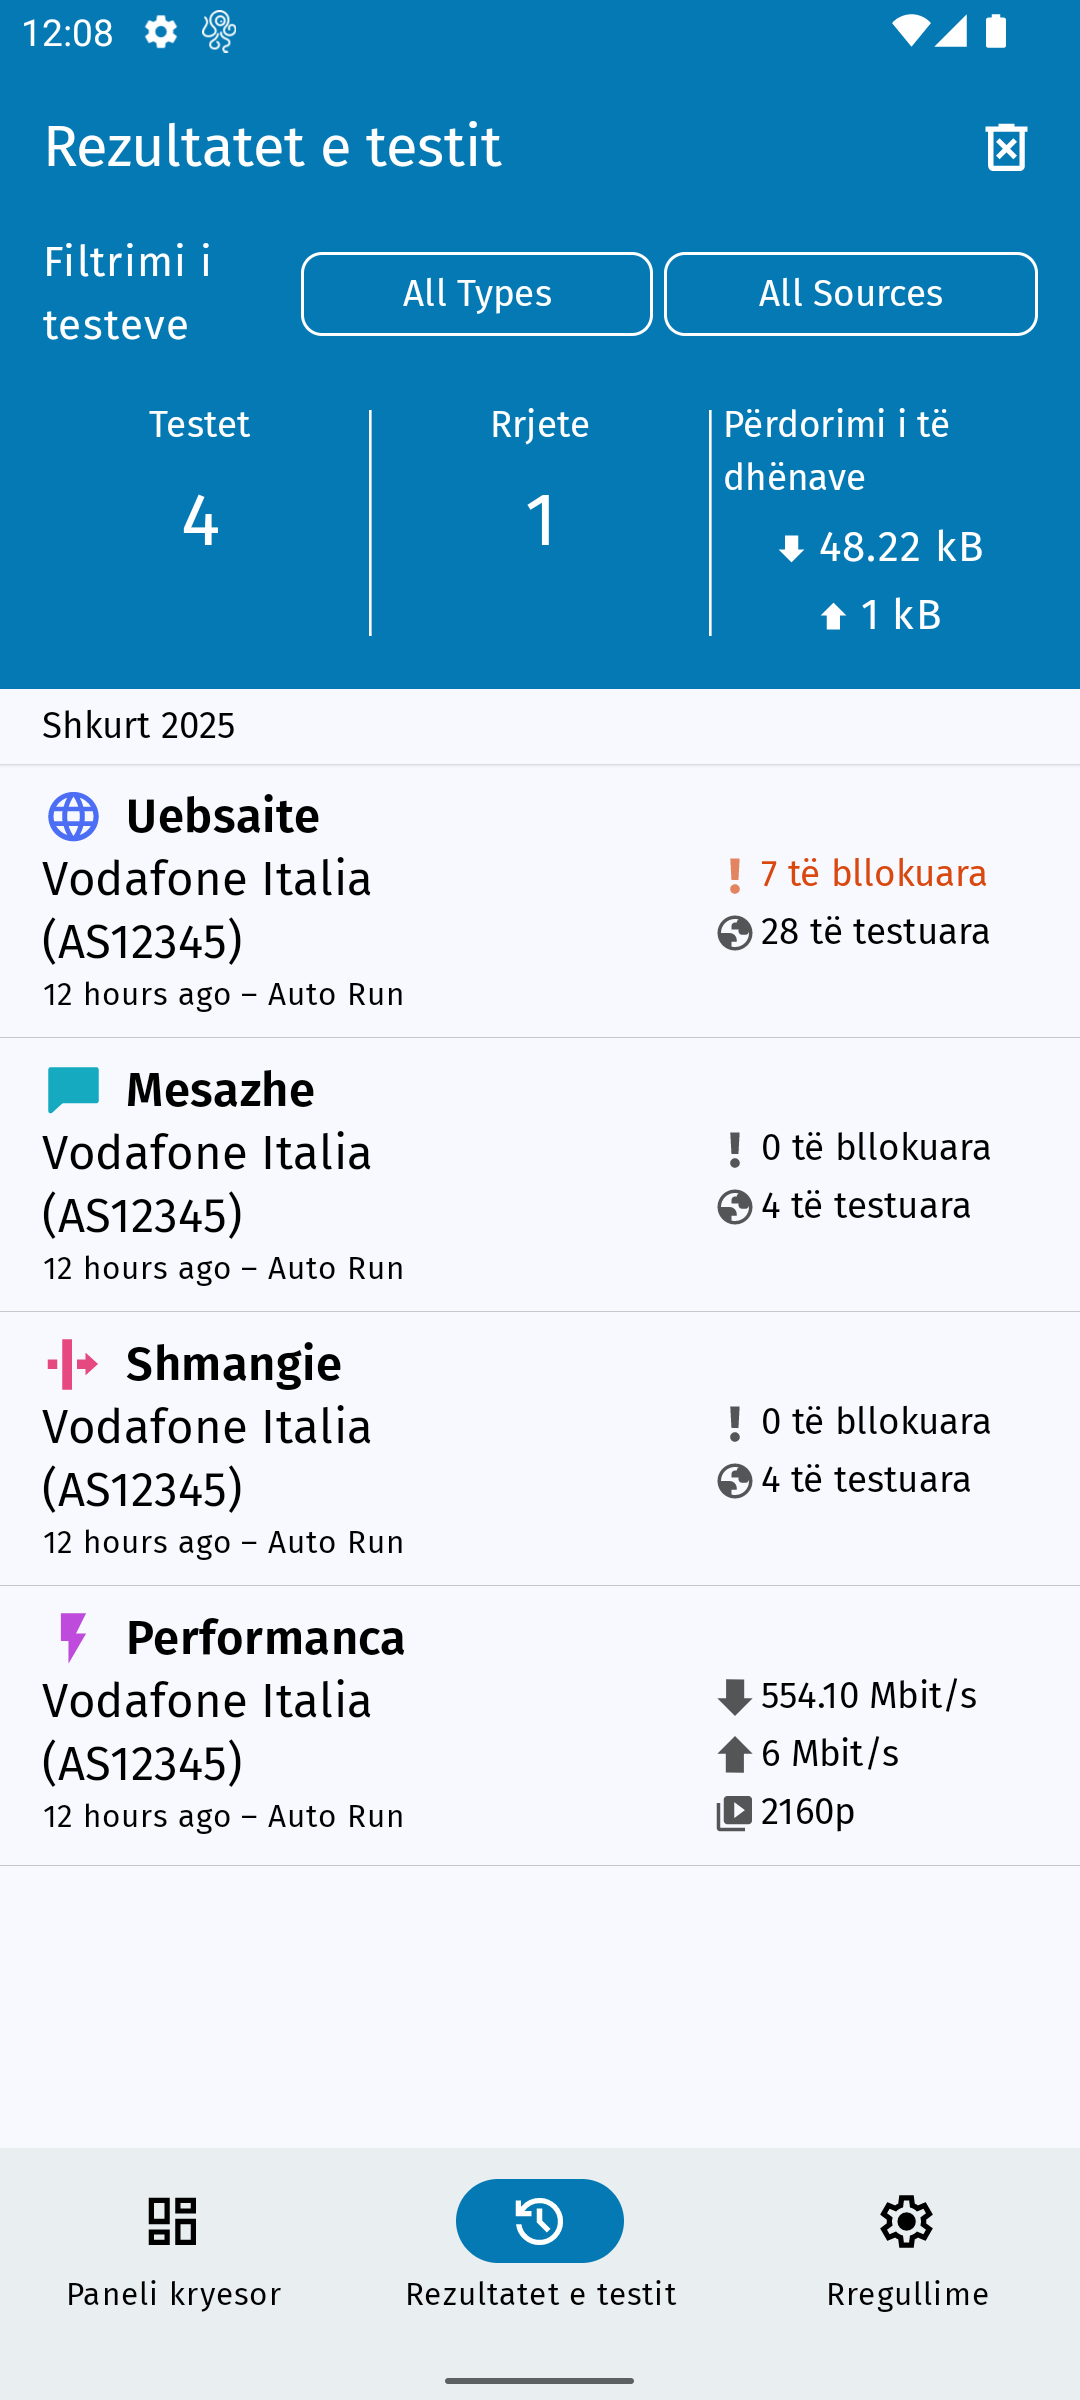 12:08
Rezultatet e testit
Filtrimi i
testeve
All Types
All Sources
Testet
4
Rrjete
1
Përdorimi i të
dhënave
48.22 kB
1 kB
Shkurt 2025
Uebsaite
Vodafone Italia
(AS12345)
12 hours ago – Auto Run
7 të bllokuara
28 të testuara
Mesazhe
Vodafone Italia
(AS12345)
12 hours ago – Auto Run
0 të bllokuara
4 të testuara
Shmangie
Vodafone Italia
(AS12345)
12 hours ago – Auto Run
0 të bllokuara
4 të testuara
Performanca
Vodafone Italia
(AS12345)
12 hours ago – Auto Run
554.10 Mbit/s
6 Mbit/s
2160p
Paneli kryesor
Rezultatet e testit
Rregullime